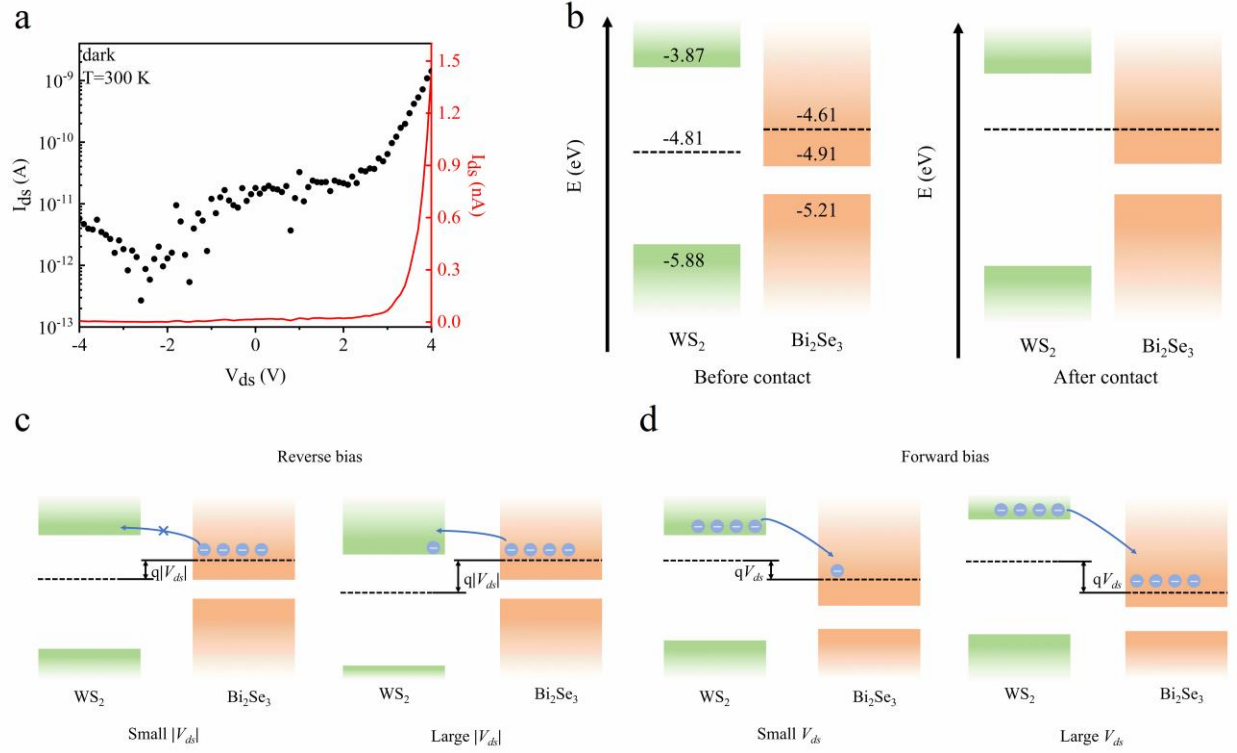 a
dark
T=300 K
10⁻⁹
10⁻¹⁰
10⁻¹¹
10⁻¹²
10⁻¹³
I_ds (A)
1.5
1.2
0.9
0.6
0.3
0.0
I_ds (nA)
-4 -2 0 2 4
V_ds (V)
b
E (eV)
-3.87
-4.81
-5.88
-4.61
-4.91
-5.21
WS₂ Bi₂Se₃
Before contact
E (eV)
WS₂ Bi₂Se₃
After contact
c
Reverse bias
q|V_ds|
WS₂ Bi₂Se₃
Small |V_ds|
q|V_ds|
WS₂ Bi₂Se₃
Large |V_ds|
d
Forward bias
qV_ds
WS₂ Bi₂Se₃
Small V_ds
qV_ds
WS₂ Bi₂Se₃
Large V_ds